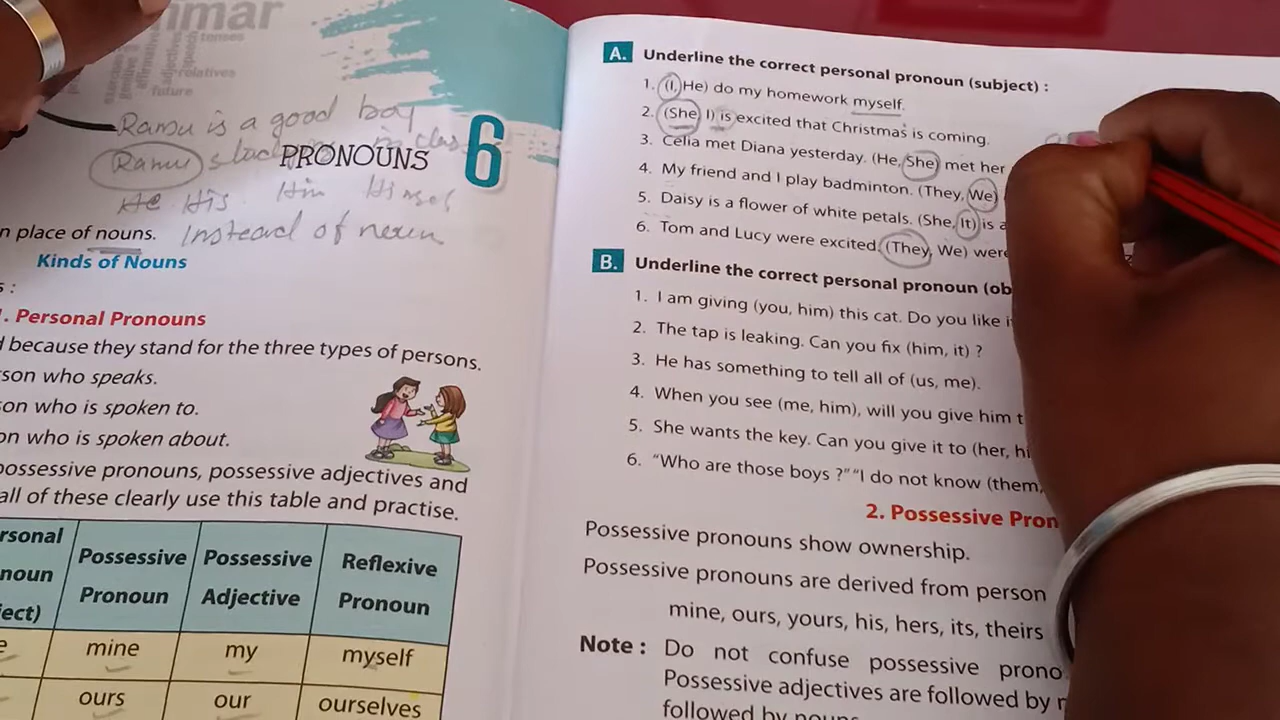 mar
tenses
adjectives
speech
relatives
future
Ramu is a good boy
Ramu
PRONOUNS 6
He His Him Himself
n place of nouns. Instead of noun
Kinds of Nouns
s :
1. Personal Pronouns
d because they stand for the three types of persons.
son who speaks.
on who is spoken to.
on who is spoken about.
possessive pronouns, possessive adjectives and
all of these clearly use this table and practise.
rsonal
noun
ject)
Possessive
Pronoun
Possessive
Adjective
Reflexive
Pronoun
e mine my myself
ours our ourselves
A. Underline the correct personal pronoun (subject) :
1. (I, He) do my homework myself.
2. (She I) is excited that Christmas is coming.
3. Celia met Diana yesterday. (He, She) met her
4. My friend and I play badminton. (They, We)
5. Daisy is a flower of white petals. (She, It) is a
6. Tom and Lucy were excited. (They, We) were
B. Underline the correct personal pronoun (ob
1. I am giving (you, him) this cat. Do you like i
2. The tap is leaking. Can you fix (him, it) ?
3. He has something to tell all of (us, me).
4. When you see (me, him), will you give him t
5. She wants the key. Can you give it to (her, hi
6. “Who are those boys ?” “I do not know (them,
2. Possessive Pron
Possessive pronouns show ownership.
Possessive pronouns are derived from person
mine, ours, yours, his, hers, its, theirs
Note : Do not confuse possessive prono
Possessive adjectives are followed by n
followed by nouns